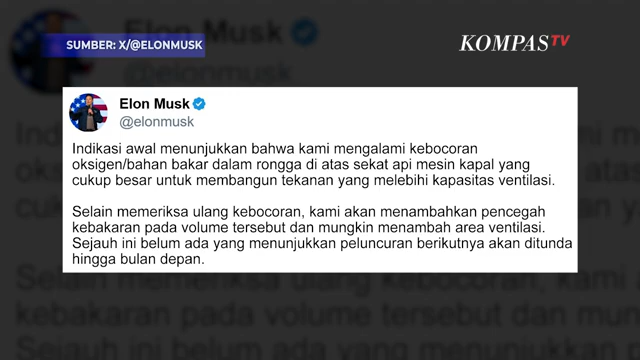 SUMBER: X/@ELONMUSK
KOMPASTV
Elon Musk
@elonmusk
Indikasi awal menunjukkan bahwa kami mengalami kebocoran
oksigen/bahan bakar dalam rongga di atas sekat api mesin kapal yang
cukup besar untuk membangun tekanan yang melebihi kapasitas ventilasi.
Selain memeriksa ulang kebocoran, kami akan menambahkan pencegah
kebakaran pada volume tersebut dan mungkin menambah area ventilasi.
Sejauh ini belum ada yang menunjukkan peluncuran berikutnya akan ditunda
hingga bulan depan.